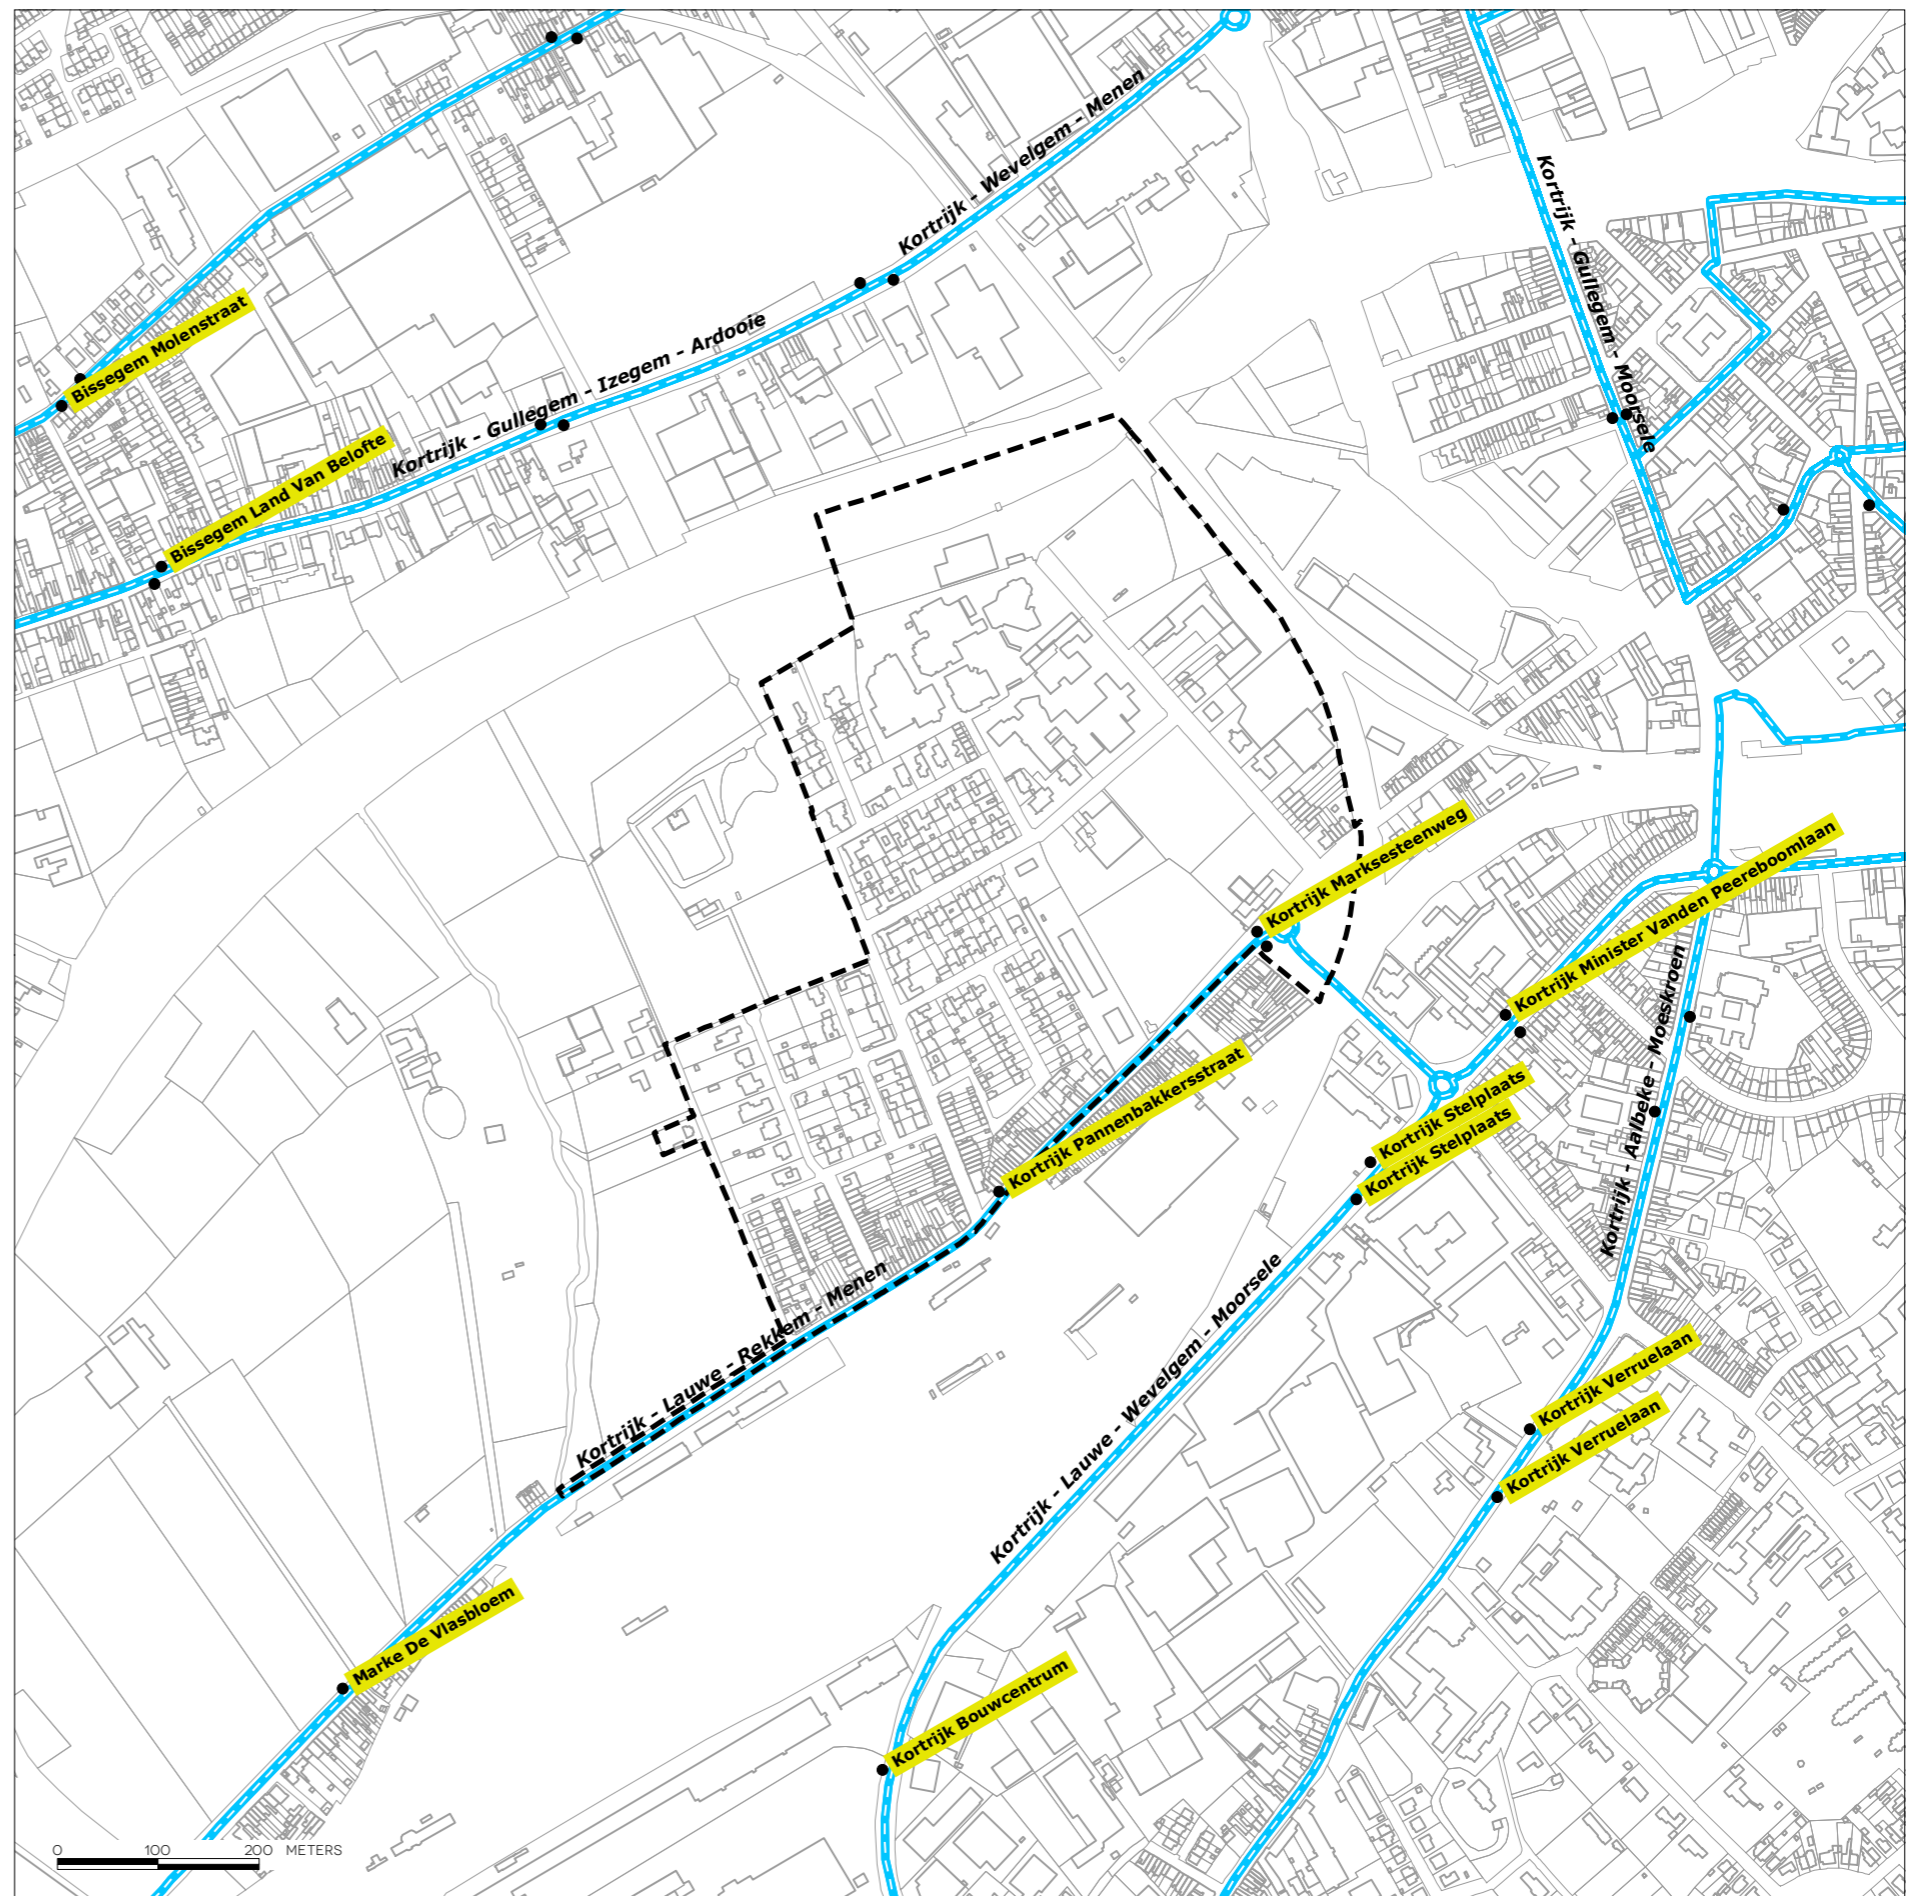 Kortrijk - Wevelgem - Menen
Kortrijk - Gullegem - Moorsele
Bissegem Molenstraat
Kortrijk - Gullegem - Izegem - Ardooie
Bissegem Land Van Belofte
Kortrijk Marksesteenweg
Kortrijk Minister Vanden Peereboomlaan
Kortrijk - Aalbeke - Moeskroen
Kortrijk Pannenbakkersstraat
Kortrijk Stelplaats
Kortrijk Stelplaats
Kortrijk - Lauwe - Rekkem - Menen
Kortrijk - Lauwe - Wevelgem - Moorsele
Kortrijk Verruelaan
Kortrijk Verruelaan
Marke De Vlasbloem
Kortrijk Bouwcentrum
0 100 200 METERS